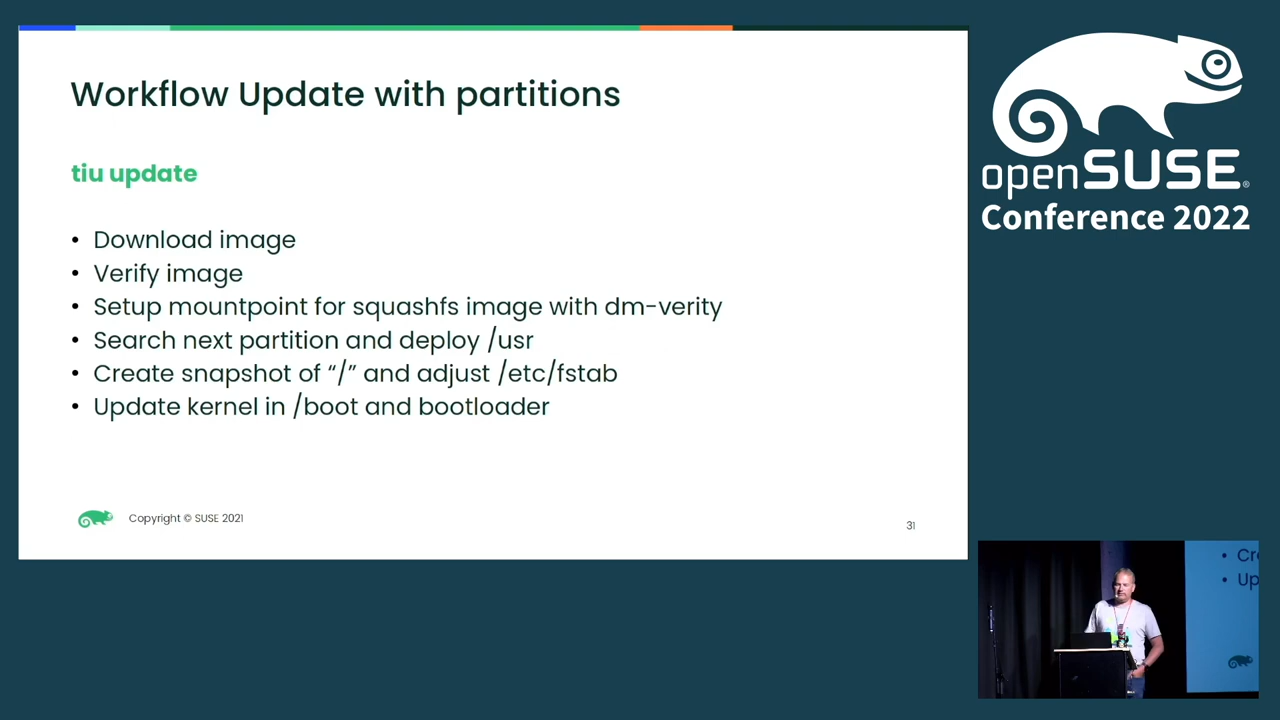 Workflow Update with partitions
tiu update
• Download image
• Verify image
• Setup mountpoint for squashfs image with dm-verity
• Search next partition and deploy /usr
• Create snapshot of “/” and adjust /etc/fstab
• Update kernel in /boot and bootloader
Copyright © SUSE 2021
31
openSUSE®
Conference 2022
• Cr
• Up